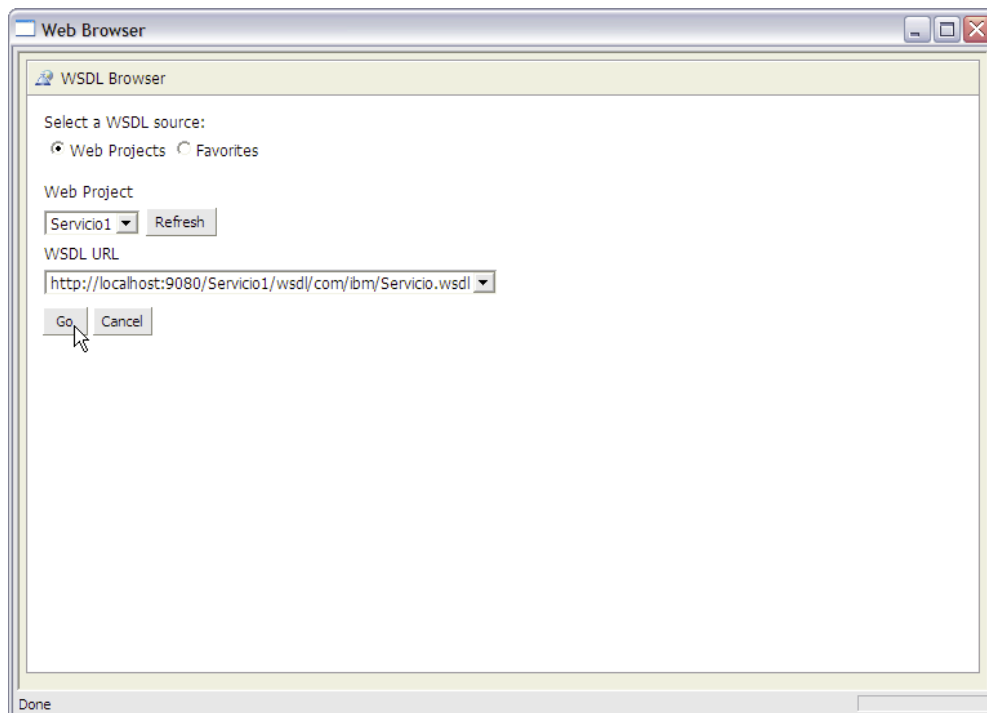 Web Browser
WSDL Browser
Select a WSDL source:
Web Projects Favorites
Web Project
Servicio1 Refresh
WSDL URL
http://localhost:9080/Servicio1/wsdl/com/ibm/Servicio.wsdl
Go Cancel
Done